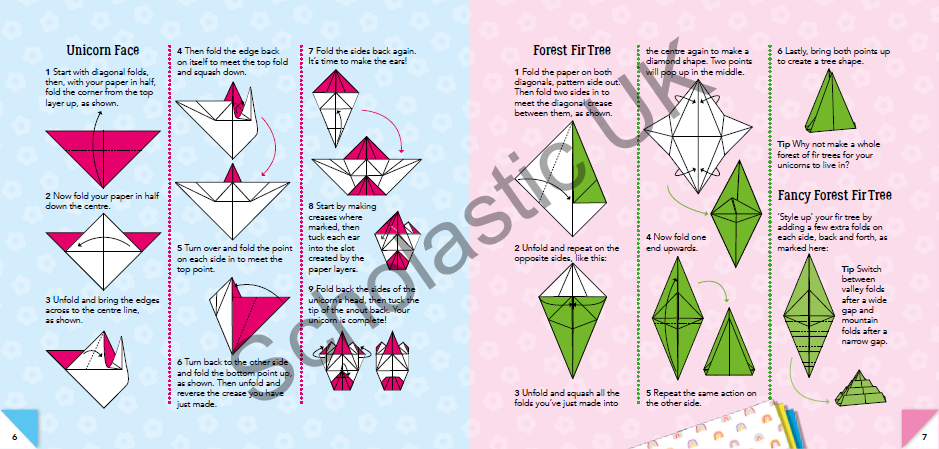 Unicorn Face
1 Start with diagonal folds,
then, with your paper in half,
fold the corner from the top
layer up, as shown.
2 Now fold your paper in half
down the centre.
3 Unfold and bring the edges
across to the centre line,
as shown.
4 Then fold the edge back
on itself to meet the top fold
and squash down.
5 Turn over and fold the point
on each side in to meet the
top point.
6 Turn back to the other side
and fold the bottom point up,
as shown. Then unfold and
reverse the crease you have
just made.
7 Fold the sides back again.
It's time to make the ears!
8 Start by making
creases where
marked, then
tuck each ear
into the slot
created by the
paper layers.
9 Fold back the sides of the
unicorn's head, then tuck the
tip of the snout back. Your
unicorn is complete!
6
Forest Fir Tree
1 Fold the paper on both
diagonals, pattern side out.
Then fold two sides in to
meet the diagonal crease
between them, as shown.
2 Unfold and repeat on the
opposite sides, like this:
3 Unfold and squash all the
folds you've just made into
the centre again to make a
diamond shape. Two points
will pop up in the middle.
4 Now fold one
end upwards.
5 Repeat the same action on
the other side.
6 Lastly, bring both points up
to create a tree shape.
Tip Why not make a whole
forest of fir trees for your
unicorns to live in?
Fancy Forest Fir Tree
'Style up' your fir tree by
adding a few extra folds on
each side, back and forth, as
marked here:
Tip Switch
between
valley folds
after a wide
gap and
mountain
folds after a
narrow gap.
7
Scholastic UK